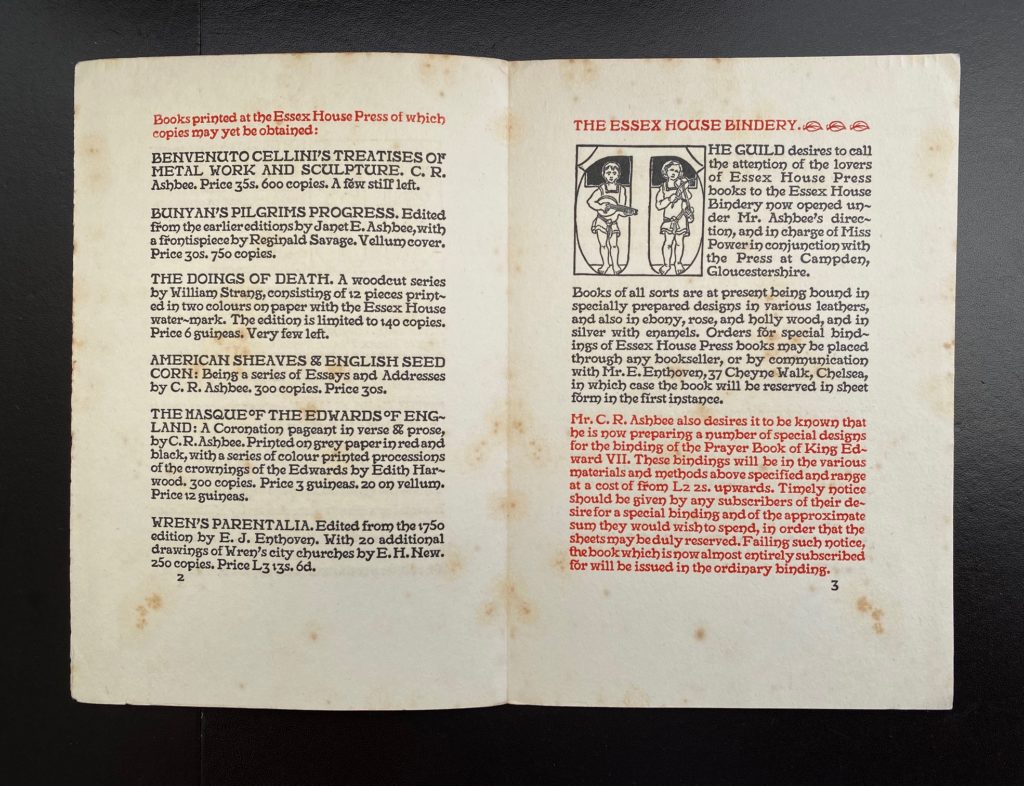 Books printed at the Essex House Press of which
copies may yet be obtained:
BENVENUTO CELLINI'S TREATISES OF
METAL WORK AND SCULPTURE. C. R.
Ashbee. Price 35s. 600 copies. A few still left.
BUNYAN'S PILGRIMS PROGRESS. Edited
from the earlier editions by Janet E. Ashbee, with
a frontispiece by Reginald Savage. Vellum cover.
Price 30s. 750 copies.
THE DOINGS OF DEATH. A woodcut series
by William Strang, consisting of 12 pieces print-
ed in two colours on paper with the Essex House
water-mark. The edition is limited to 140 copies.
Price 6 guineas. Very few left.
AMERICAN SHEAVES & ENGLISH SEED
CORN: Being a series of Essays and Addresses
by C. R. Ashbee. 300 copies. Price 30s.
THE MASQUE OF THE EDWARDS OF ENG-
LAND: A Coronation pageant in verse & prose,
by C. R. Ashbee. Printed on grey paper in red and
black, with a series of colour printed processions
of the crownings of the Edwards by Edith Har-
wood. 300 copies. Price 3 guineas. 20 on vellum.
Price 12 guineas.
WREN'S PARENTALIA. Edited from the 1750
edition by E. J. Enthoven. With 20 additional
drawings of Wren's city churches by E. H. New.
250 copies. Price L3 13s. 6d.
2
THE ESSEX HOUSE BINDERY.
THE GUILD desires to call
the attention of the lovers
of Essex House Press
books to the Essex House
Bindery now opened un-
der Mr. Ashbee's direc-
tion, and in charge of Miss
Power in conjunction with
the Press at Campden,
Gloucestershire.
Books of all sorts are at present being bound in
specially prepared designs in various leathers,
and also in ebony, rose, and holly wood, and in
silver with enamels. Orders for special bind-
ings of Essex House Press books may be placed
through any bookseller, or by communication
with Mr. E. Enthoven, 37 Cheyne Walk, Chelsea,
in which case the book will be reserved in sheet
form in the first instance.
Mr. C. R. Ashbee also desires it to be known that
he is now preparing a number of special designs
for the binding of the Prayer Book of King Ed-
ward VII. These bindings will be in the various
materials and methods above specified and range
at a cost of from L2 2s. upwards. Timely notice
should be given by any subscribers of their de-
sire for a special binding and of the approximate
sum they would wish to spend, in order that the
sheets may be duly reserved. Failing such notice,
the book which is now almost entirely subscribed
for will be issued in the ordinary binding.
3